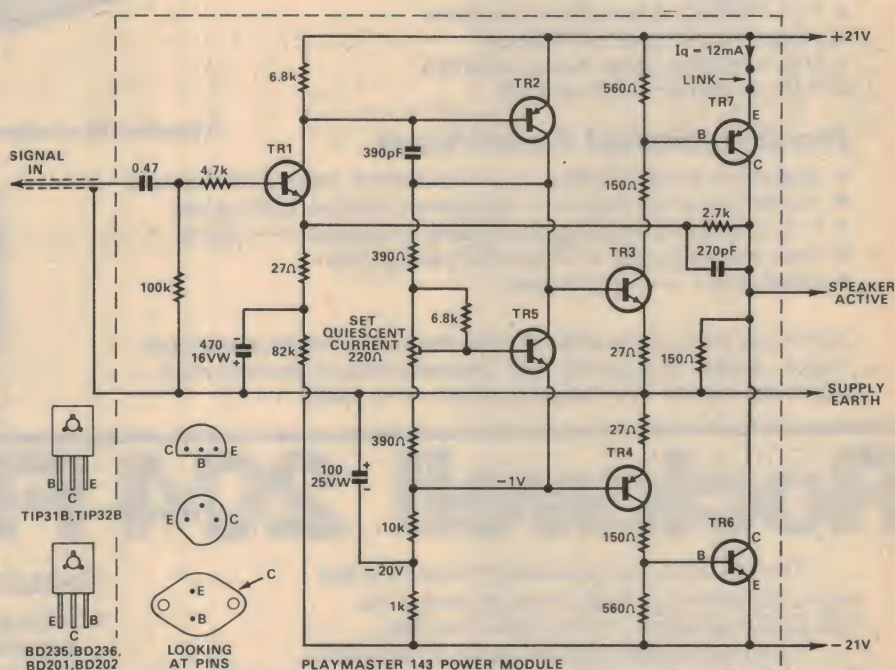 +21V
Iq = 12mA
LINK
TR7
E
B
C
560Ω
6.8k
TR2
390pF
150Ω
2.7k
270pF
SIGNAL
IN
0.47
4.7k
TR1
100k
27Ω
390Ω
TR3
SPEAKER
ACTIVE
470
16VW
82k
SET
QUIESCENT
CURRENT
220Ω
6.8k
TR5
27Ω
150Ω
SUPPLY
EARTH
27Ω
390Ω
TR4
100
25VW
-1V
10k
-20V
1k
150Ω
560Ω
TR6
B
C
E
-21V
B E
C
TIP31B,TIP32B
C E
B
E C
E B
C
BD235,BD236,
BD201,BD202
E
B
C
LOOKING
AT PINS
PLAYMASTER 143 POWER MODULE